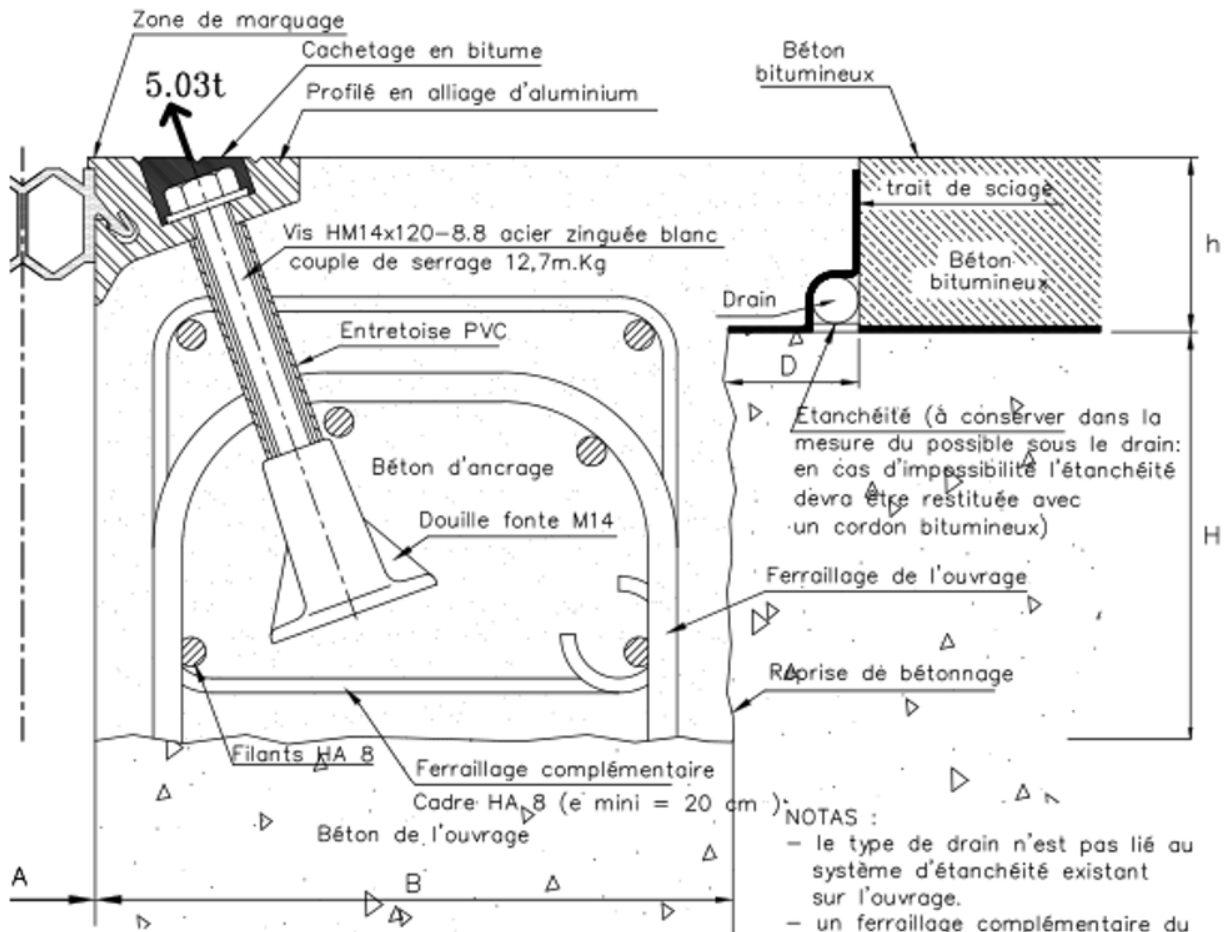 Zone de marquage
Cachetage en bitume
5.03t
Profilé en alliage d'aluminium
Béton
bitumineux
trait de sciage
h
Vis HM14x120-8.8 acier zinguée blanc
couple de serrage 12,7m.Kg
Béton
bitumineux
Drain
Entretoise PVC
D
Etanchéité (à conserver dans la
mesure du possible sous le drain:
en cas d'impossibilité l'étanchéité
devra être restituée avec
un cordon bitumineux)
Béton d'ancrage
Douille fonte M14
H
Ferraillage de l'ouvrage
Reprise de bétonnage
Filants HA 8
Ferraillage complémentaire
Cadre HA 8 (e mini = 20 cm )
Béton de l'ouvrage
A
B
NOTAS :
- le type de drain n'est pas lié au
système d'étanchéité existant
sur l'ouvrage.
- un ferraillage complémentaire du